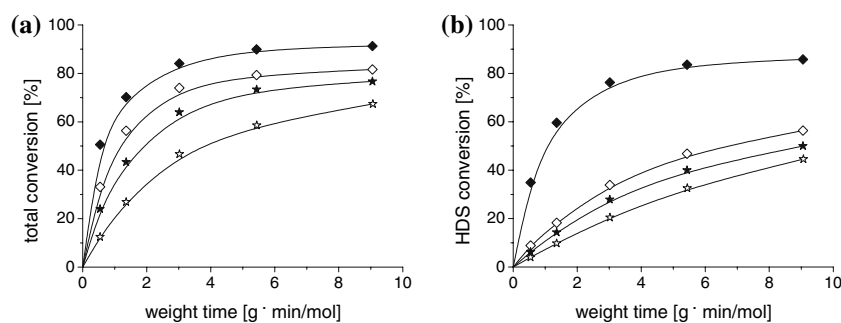 (a)
total conversion [%]
100
80
60
40
20
0
0 2 4 6 8 10
weight time [g · min/mol]
(b)
HDS conversion [%]
100
80
60
40
20
0
0 2 4 6 8 10
weight time [g · min/mol]